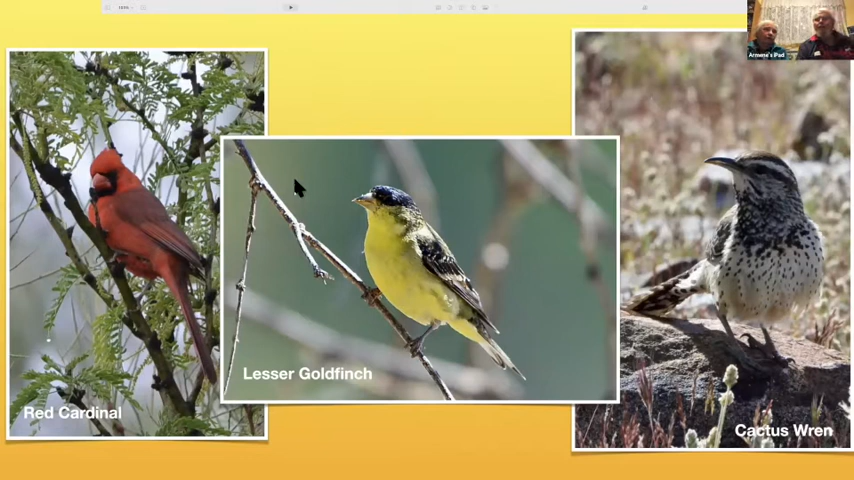 Armene's iPad
Red Cardinal
Lesser Goldfinch
Cactus Wren